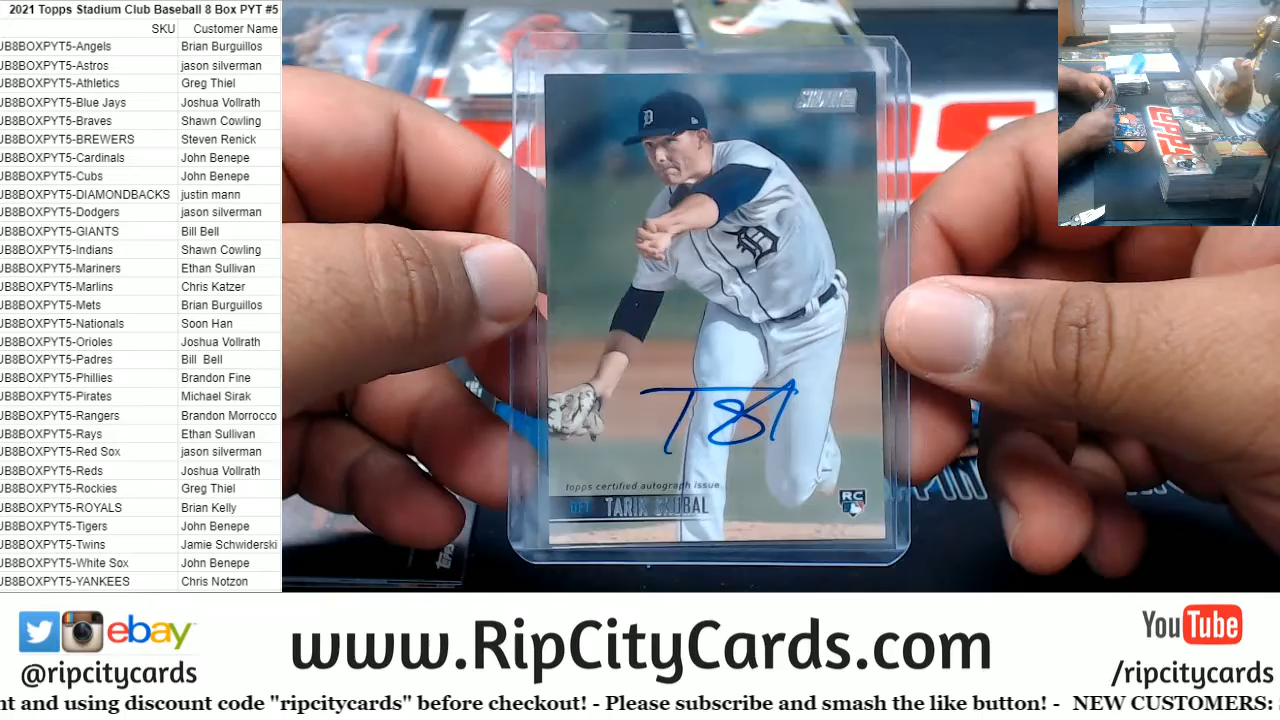 2021 Topps Stadium Club Baseball 8 Box PYT #5
SKU Customer Name
JB8BOXPYT5-Angels Brian Burguillos
JB8BOXPYT5-Astros jason silverman
JB8BOXPYT5-Athletics Greg Thiel
JB8BOXPYT5-Blue Jays Joshua Vollrath
JB8BOXPYT5-Braves Shawn Cowling
JB8BOXPYT5-BREWERS Steven Renick
JB8BOXPYT5-Cardinals John Benepe
JB8BOXPYT5-Cubs John Benepe
JB8BOXPYT5-DIAMONDBACKS justin mann
JB8BOXPYT5-Dodgers jason silverman
JB8BOXPYT5-GIANTS Bill Bell
JB8BOXPYT5-Indians Shawn Cowling
JB8BOXPYT5-Mariners Ethan Sullivan
JB8BOXPYT5-Marlins Chris Katzer
JB8BOXPYT5-Mets Brian Burguillos
JB8BOXPYT5-Nationals Soon Han
JB8BOXPYT5-Orioles Joshua Vollrath
JB8BOXPYT5-Padres Bill Bell
JB8BOXPYT5-Phillies Brandon Fine
JB8BOXPYT5-Pirates Michael Sirak
JB8BOXPYT5-Rangers Brandon Morrocco
JB8BOXPYT5-Rays Ethan Sullivan
JB8BOXPYT5-Red Sox jason silverman
JB8BOXPYT5-Reds Joshua Vollrath
JB8BOXPYT5-Rockies Greg Thiel
JB8BOXPYT5-ROYALS Brian Kelly
JB8BOXPYT5-Tigers John Benepe
JB8BOXPYT5-Twins Jamie Schwiderski
JB8BOXPYT5-White Sox John Benepe
JB8BOXPYT5-YANKEES Chris Notzon
D
D
topps certified autograph issue
TARIK SKUBAL
RC
TOPPS
ebay
@ripcitycards
www.RipCityCards.com
YouTube
/ripcitycards
nt and using discount code "ripcitycards" before checkout! - Please subscribe and smash the like button! - NEW CUSTOMERS: